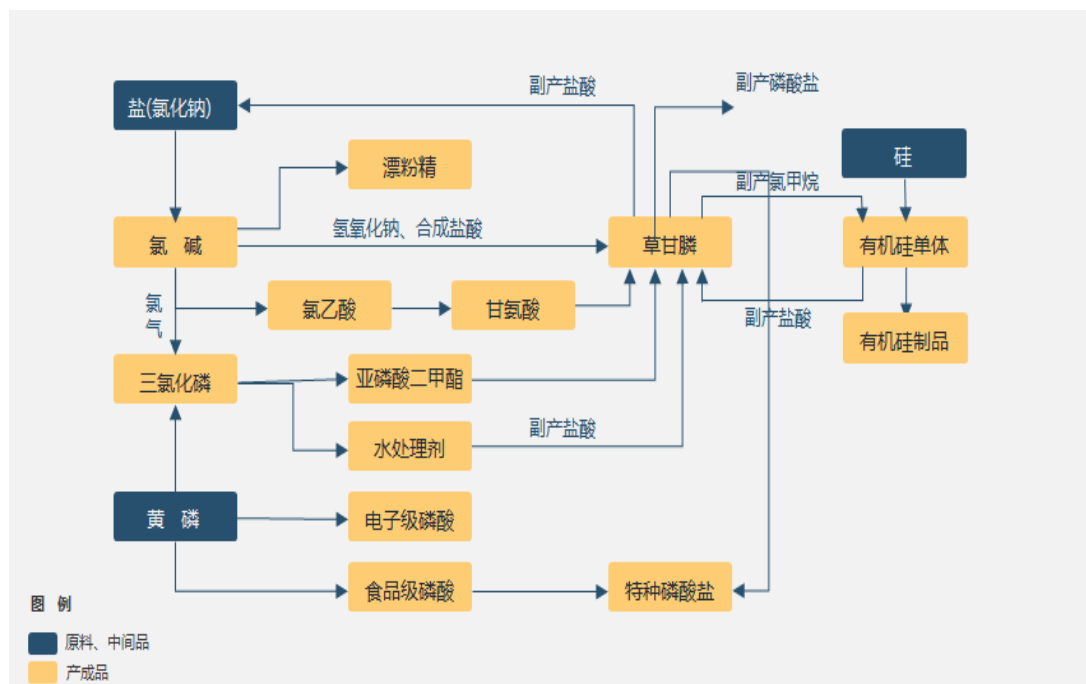 副产盐酸
副产磷酸盐
盐(氯化钠)
硅
漂粉精
副产氯甲烷
氯 碱
氢氧化钠、合成盐酸
草甘膦
有机硅单体
氯
气
氯乙酸
甘氨酸
副产盐酸
有机硅制品
三氯化磷
亚磷酸二甲酯
副产盐酸
水处理剂
黄 磷
电子级磷酸
食品级磷酸
特种磷酸盐
图 例
原料、中间品
产成品